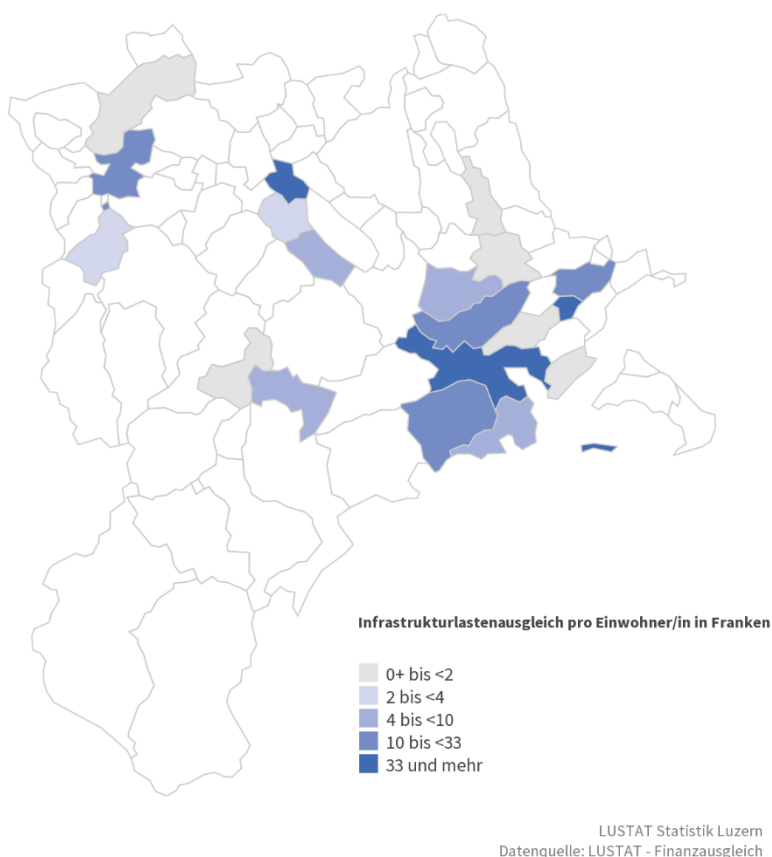 Infrastrukturlastenausgleich pro Einwohner/in in Franken
0+ bis <2
2 bis <4
4 bis <10
10 bis <33
33 und mehr
LUSTAT Statistik Luzern
Datenquelle: LUSTAT - Finanzausgleich